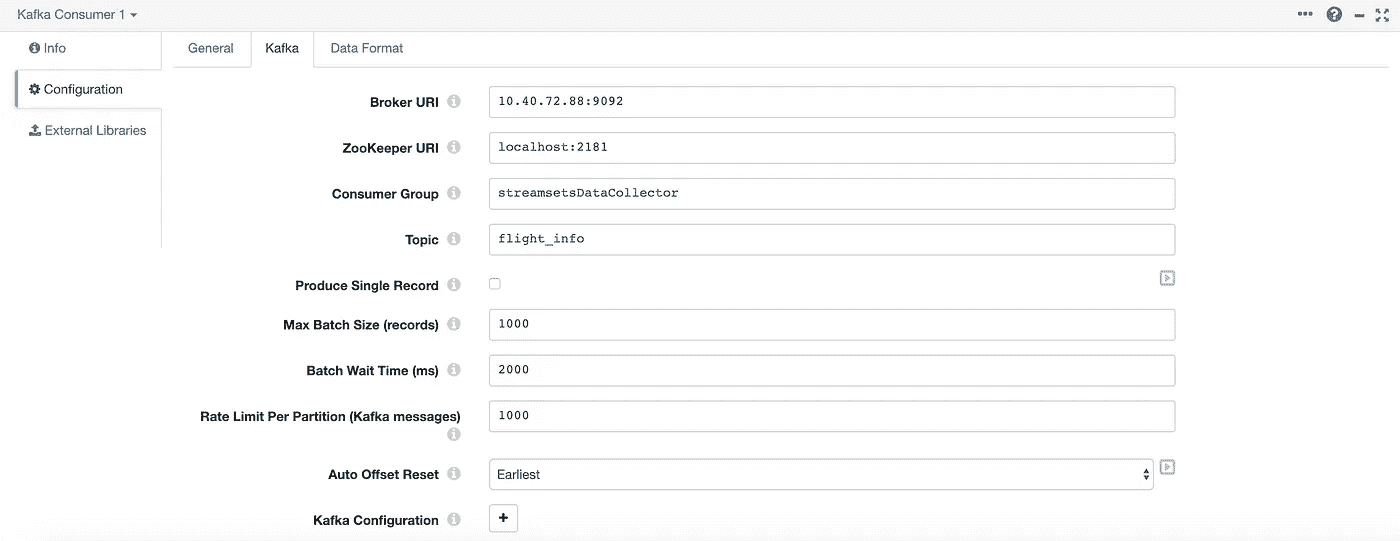 Kafka Consumer 1
Info
Configuration
External Libraries
General Kafka Data Format
Broker URI 10.40.72.88:9092
ZooKeeper URI localhost:2181
Consumer Group streamsetsDataCollector
Topic flight_info
Produce Single Record
Max Batch Size (records) 1000
Batch Wait Time (ms) 2000
Rate Limit Per Partition (Kafka messages) 1000
Auto Offset Reset Earliest
Kafka Configuration +